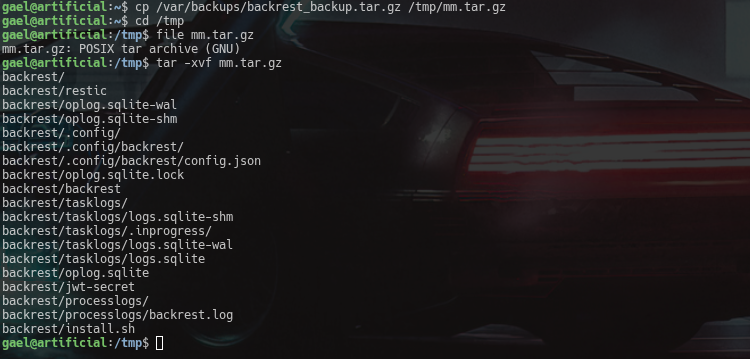 gael@artificial:~$ cp /var/backups/backrest_backup.tar.gz /tmp/mm.tar.gz
gael@artificial:~$ cd /tmp
gael@artificial:/tmp$ file mm.tar.gz
mm.tar.gz: POSIX tar archive (GNU)
gael@artificial:/tmp$ tar -xvf mm.tar.gz
backrest/
backrest/restic
backrest/oplog.sqlite-wal
backrest/oplog.sqlite-shm
backrest/.config/
backrest/.config/backrest/
backrest/.config/backrest/config.json
backrest/oplog.sqlite.lock
backrest/backrest
backrest/tasklogs/
backrest/tasklogs/logs.sqlite-shm
backrest/tasklogs/.inprogress/
backrest/tasklogs/logs.sqlite-wal
backrest/tasklogs/logs.sqlite
backrest/oplog.sqlite
backrest/jwt-secret
backrest/processlogs/
backrest/processlogs/backrest.log
backrest/install.sh
gael@artificial:/tmp$